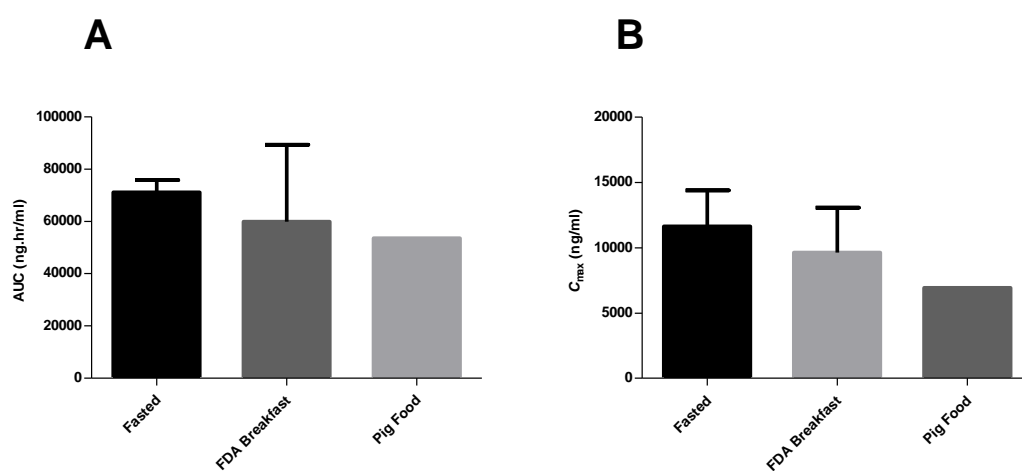 A
AUC (ng.hr/ml)
100000
80000
60000
40000
20000
0
Fasted
FDA Breakfast
Pig Food
B
Cmax (ng/ml)
20000
15000
10000
5000
0
Fasted
FDA Breakfast
Pig Food